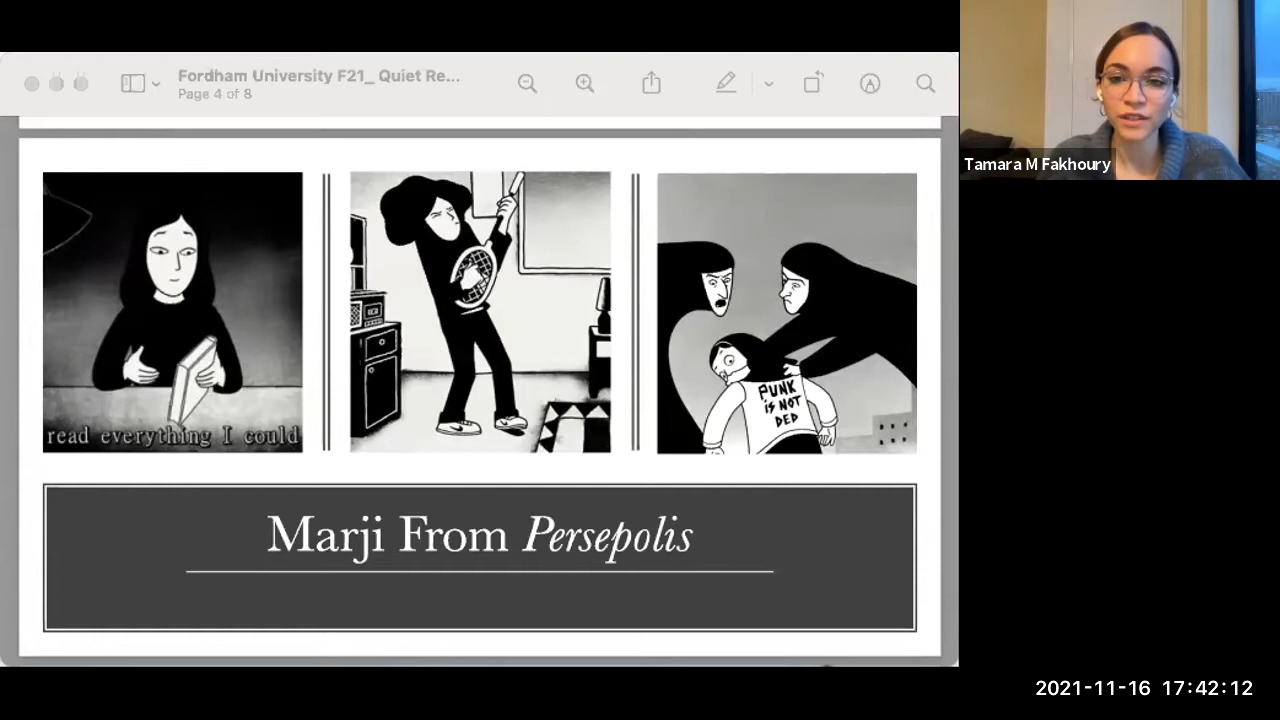 Fordham University F21_ Quiet Re...
Page 4 of 8
Tamara M Fakhoury
read everything I could
PUNK
iS NOT
DED
Marji From Persepolis
2021-11-16 17:42:12